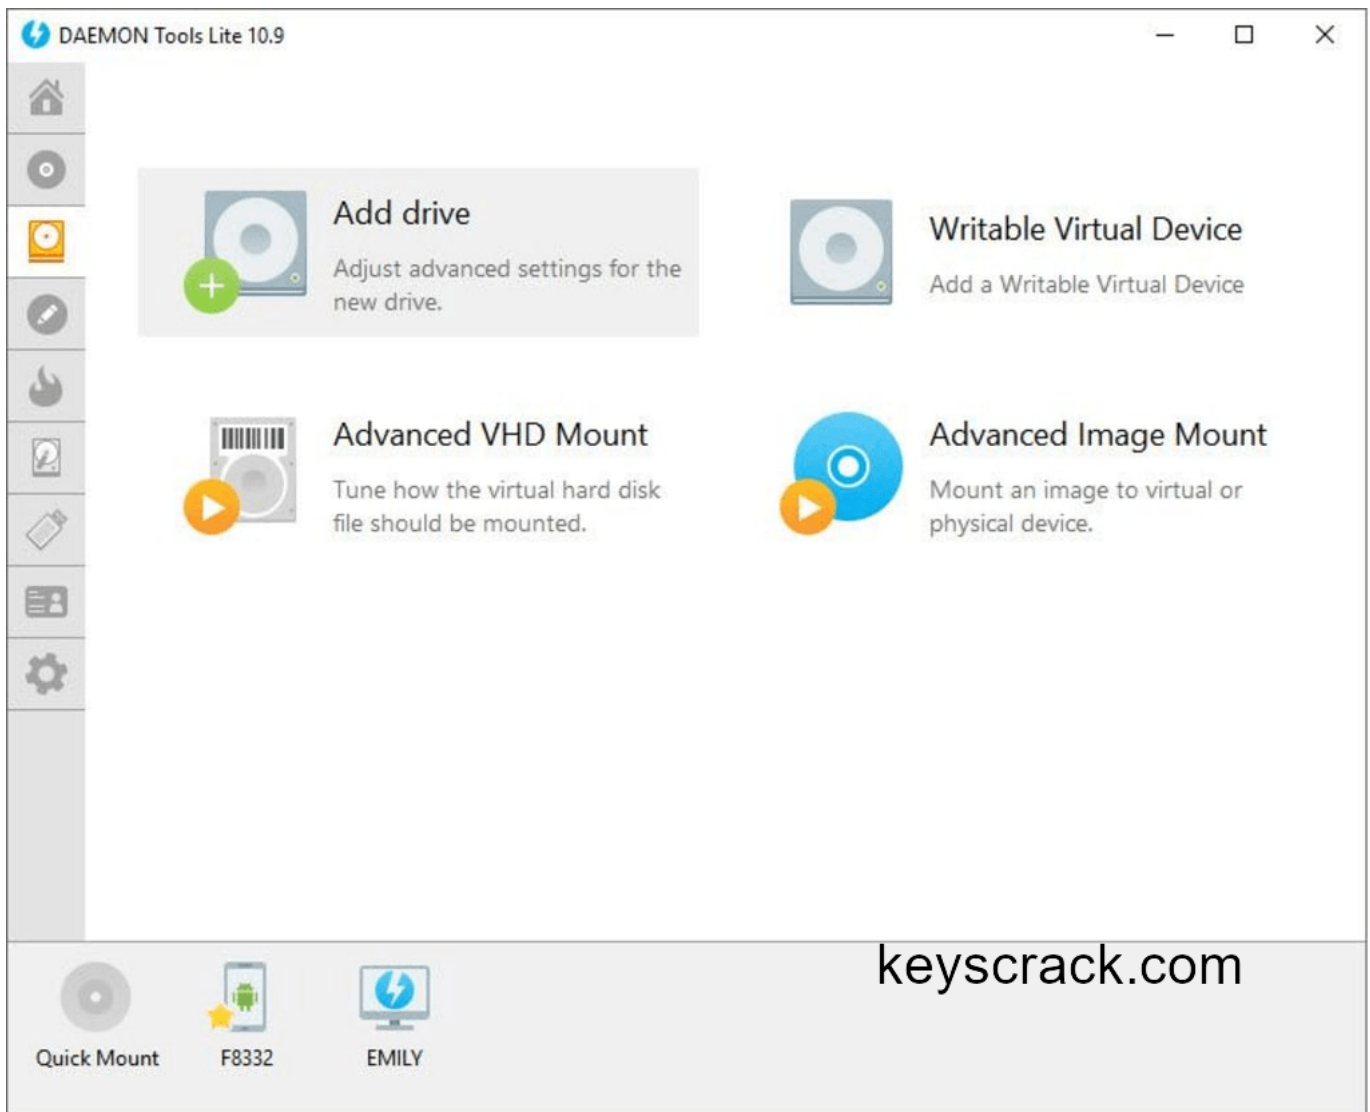 DAEMON Tools Lite 10.9
Add drive
Adjust advanced settings for the
new drive.
Writable Virtual Device
Add a Writable Virtual Device
Advanced VHD Mount
Tune how the virtual hard disk
file should be mounted.
Advanced Image Mount
Mount an image to virtual or
physical device.
keyscrack.com
Quick Mount
F8332
EMILY